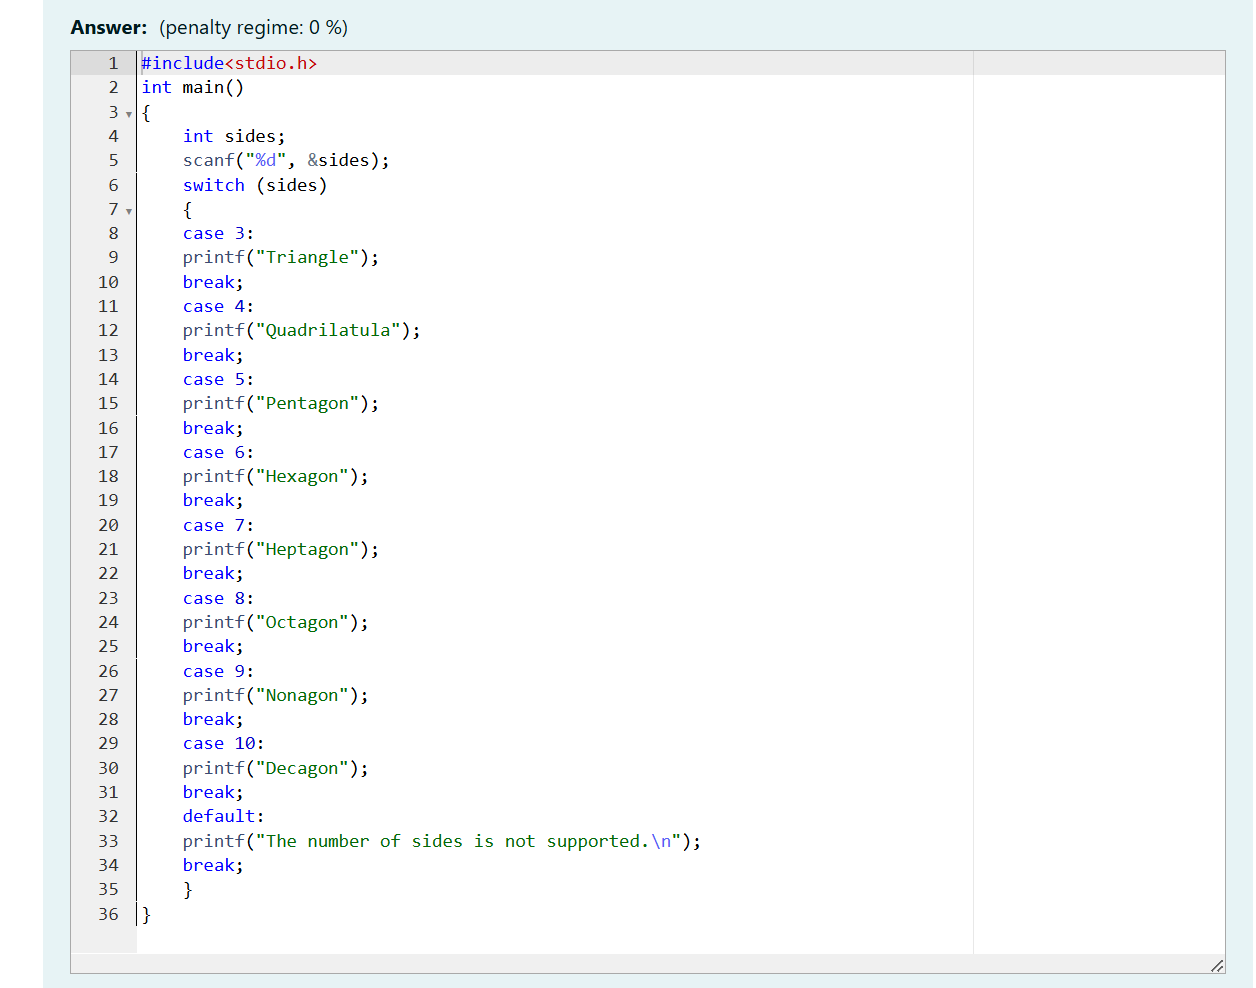 Answer: (penalty regime: 0 %)
1 #include<stdio.h>
2 int main()
3 {
4     int sides;
5     scanf("%d", &sides);
6     switch (sides)
7     {
8     case 3:
9     printf("Triangle");
10     break;
11     case 4:
12     printf("Quadrilatula");
13     break;
14     case 5:
15     printf("Pentagon");
16     break;
17     case 6:
18     printf("Hexagon");
19     break;
20     case 7:
21     printf("Heptagon");
22     break;
23     case 8:
24     printf("Octagon");
25     break;
26     case 9:
27     printf("Nonagon");
28     break;
29     case 10:
30     printf("Decagon");
31     break;
32     default:
33     printf("The number of sides is not supported.\n");
34     break;
35     }
36 }